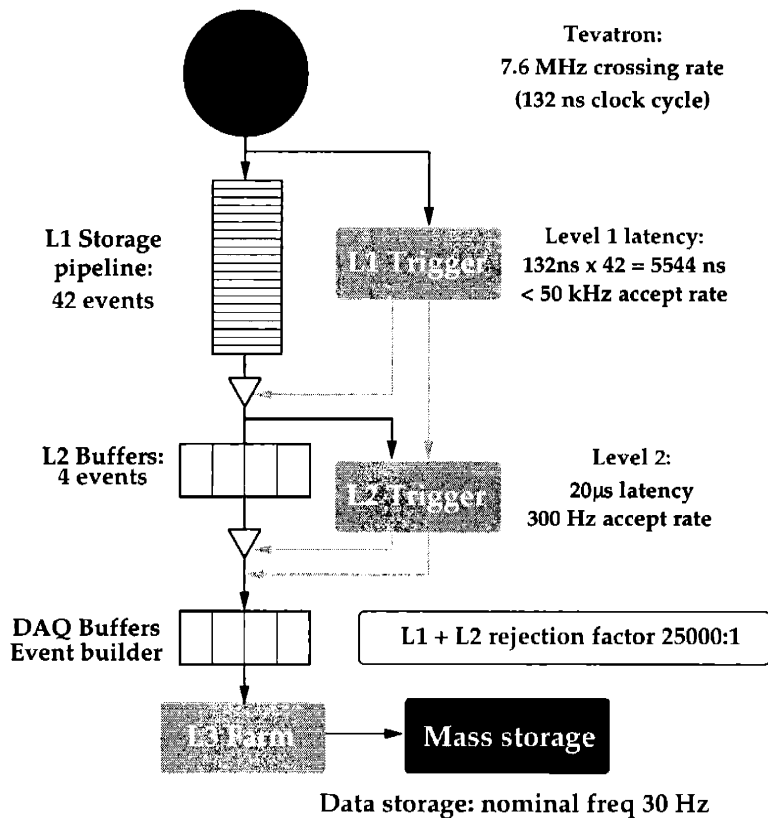 Tevatron:
7.6 MHz crossing rate
(132 ns clock cycle)
L1 Storage
pipeline:
42 events
L1 Trigger
Level 1 latency:
132ns x 42 = 5544 ns
< 50 kHz accept rate
L2 Buffers:
4 events
L2 Trigger
Level 2:
20µs latency
300 Hz accept rate
DAQ Buffers
Event builder
L1 + L2 rejection factor 25000:1
L3 Farm
Mass storage
Data storage: nominal freq 30 Hz